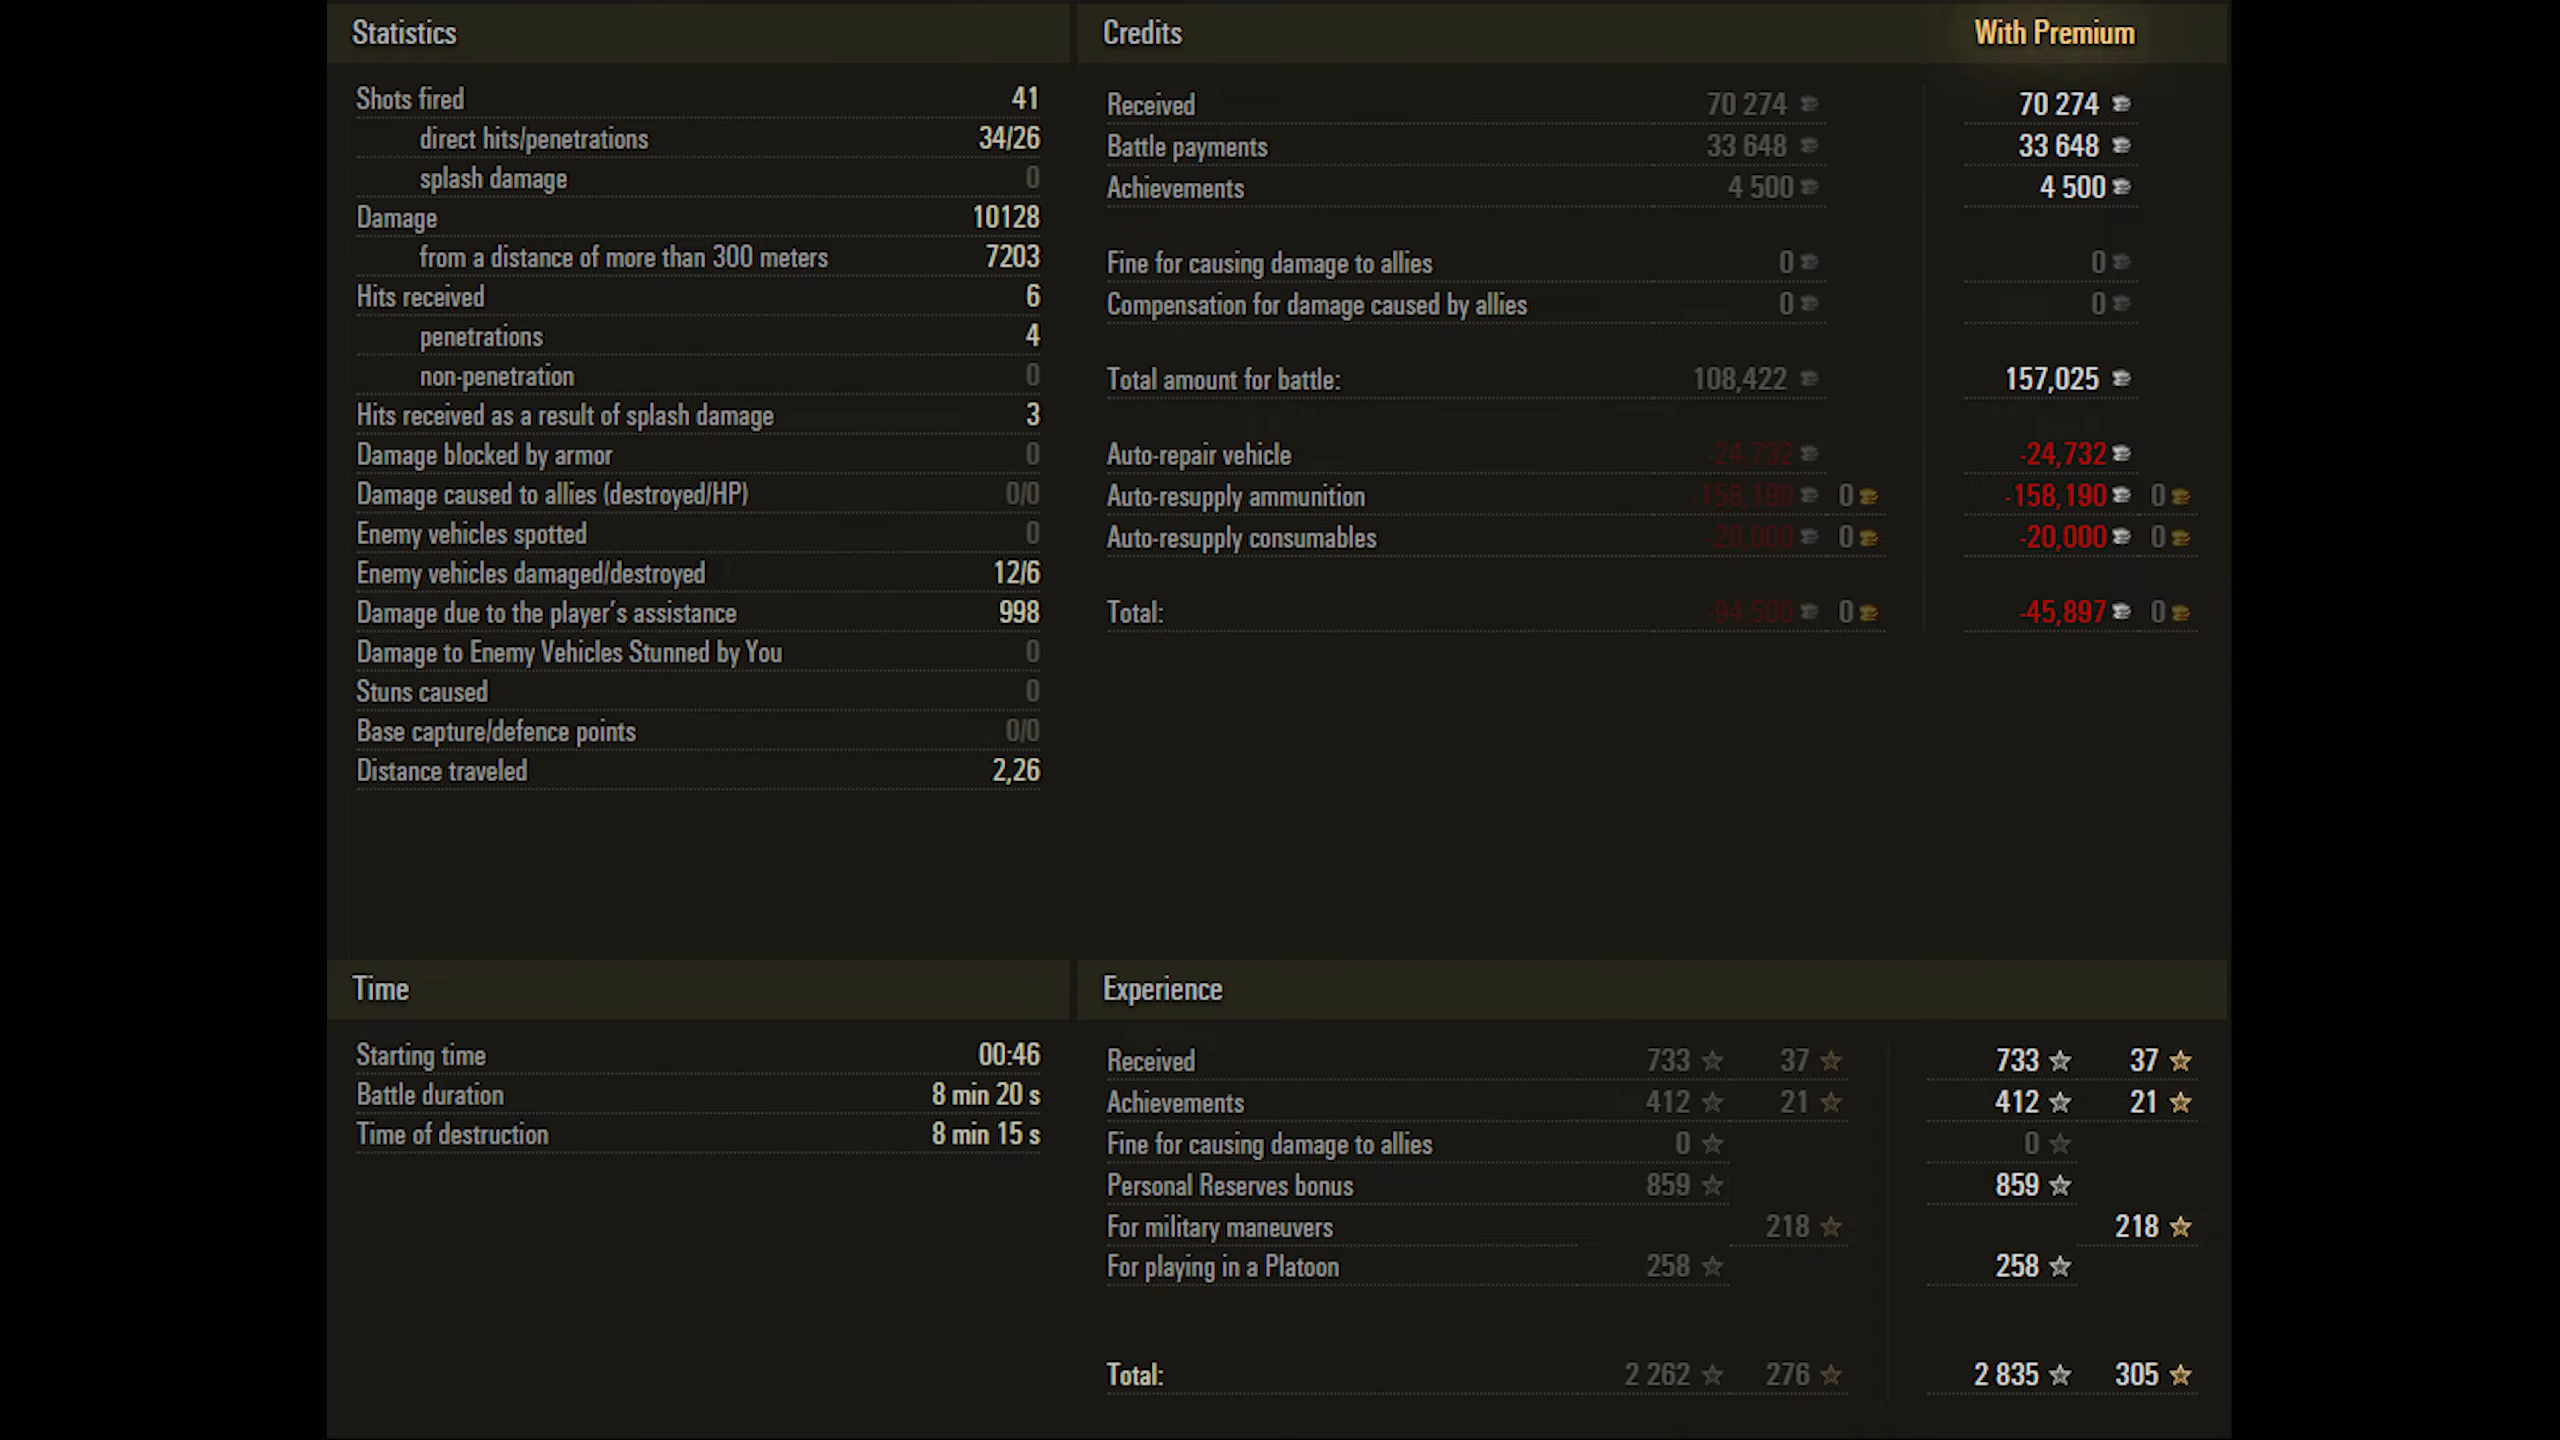 Statistics
Shots fired 41
direct hits/penetrations 34/26
splash damage 0
Damage 10128
from a distance of more than 300 meters 7203
Hits received 6
penetrations 4
non-penetration 0
Hits received as a result of splash damage 3
Damage blocked by armor 0
Damage caused to allies (destroyed/HP) 0/0
Enemy vehicles spotted 0
Enemy vehicles damaged/destroyed 12/6
Damage due to the player's assistance 998
Damage to Enemy Vehicles Stunned by You 0
Stuns caused 0
Base capture/defence points 0/0
Distance traveled 2,26
Credits With Premium
Received 70 274 70 274
Battle payments 33 648 33 648
Achievements 4 500 4 500
Fine for causing damage to allies 0 0
Compensation for damage caused by allies 0 0
Total amount for battle: 108,422 157,025
Auto-repair vehicle -24,732 -24,732
Auto-resupply ammunition -158,190 0 -158,190 0
Auto-resupply consumables -20,000 0 -20,000 0
Total: -94,500 0 -45,897 0
Time
Starting time 00:46
Battle duration 8 min 20 s
Time of destruction 8 min 15 s
Experience
Received 733 37 733 37
Achievements 412 21 412 21
Fine for causing damage to allies 0 0
Personal Reserves bonus 859 859
For military maneuvers 218 218
For playing in a Platoon 258 258
Total: 2 262 276 2 835 305